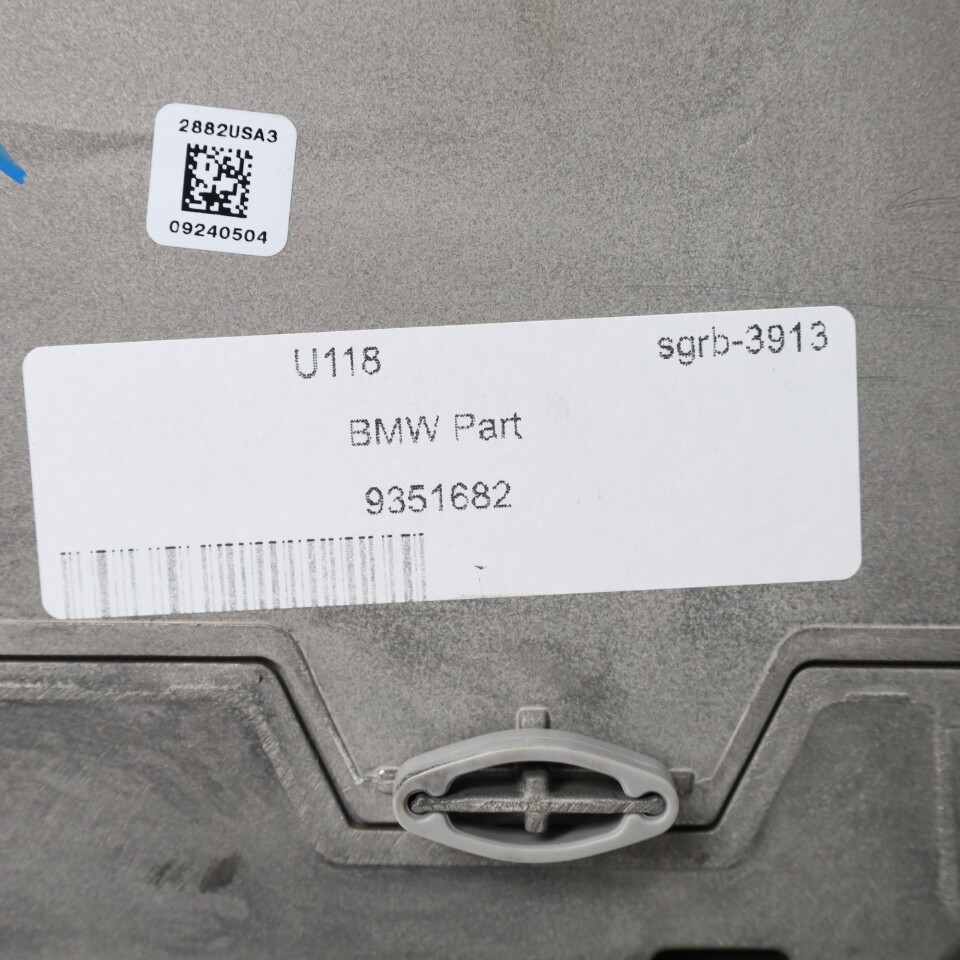 2882USA3
09240504
U118
sgrb-3913
BMW Part
9351682